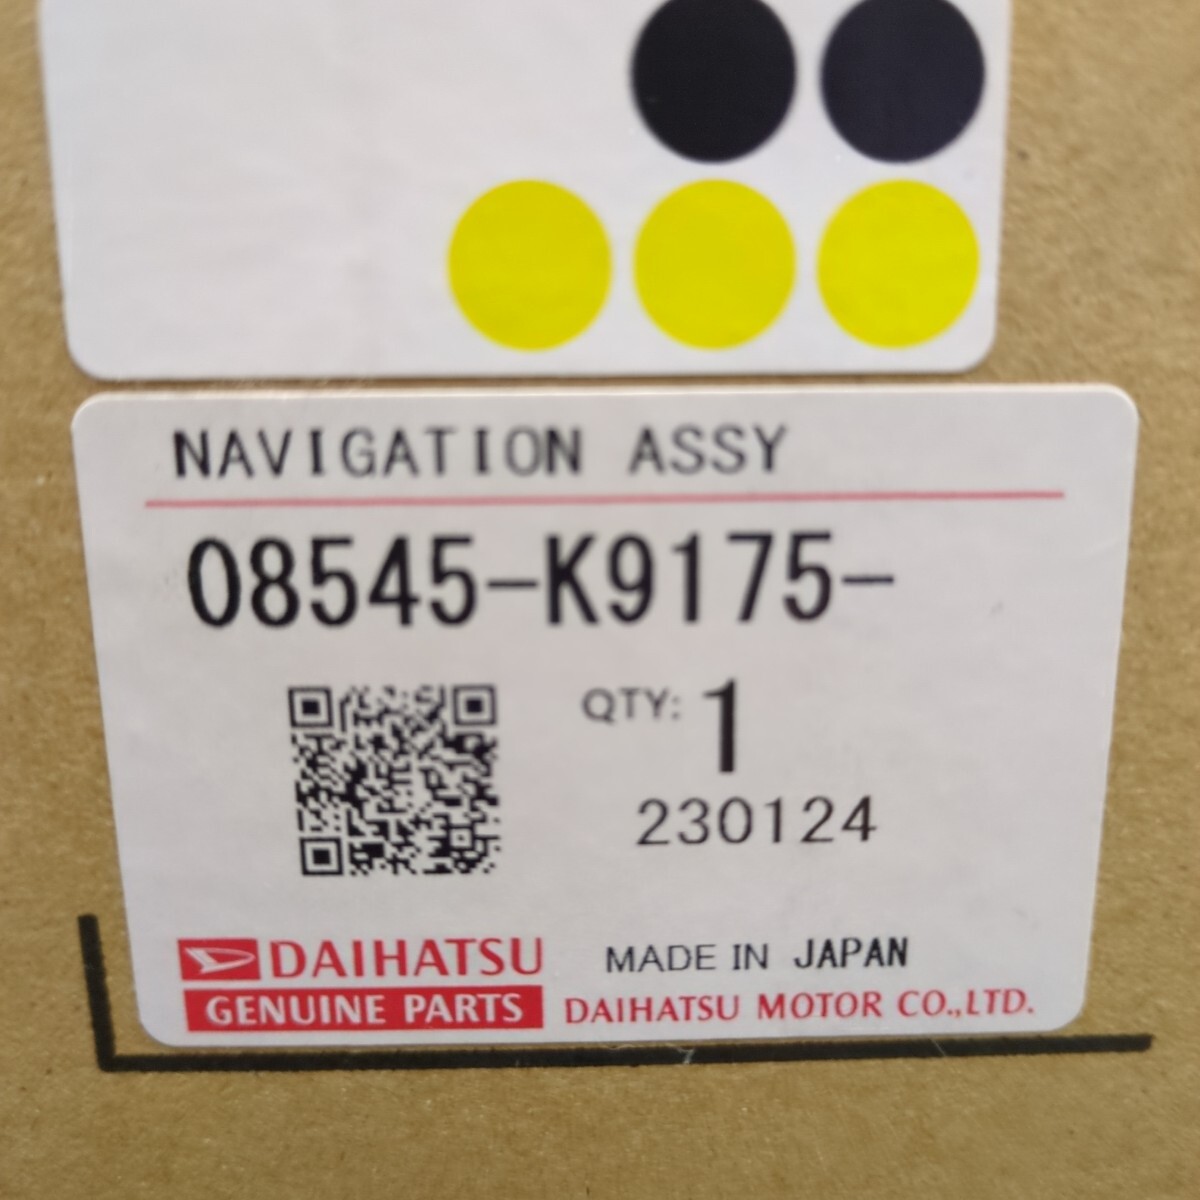 NAVIGATION ASSY
08545-K9175-
QTY: 1
230124
DAIHATSU
GENUINE PARTS
MADE IN JAPAN
DAIHATSU MOTOR CO.,LTD.